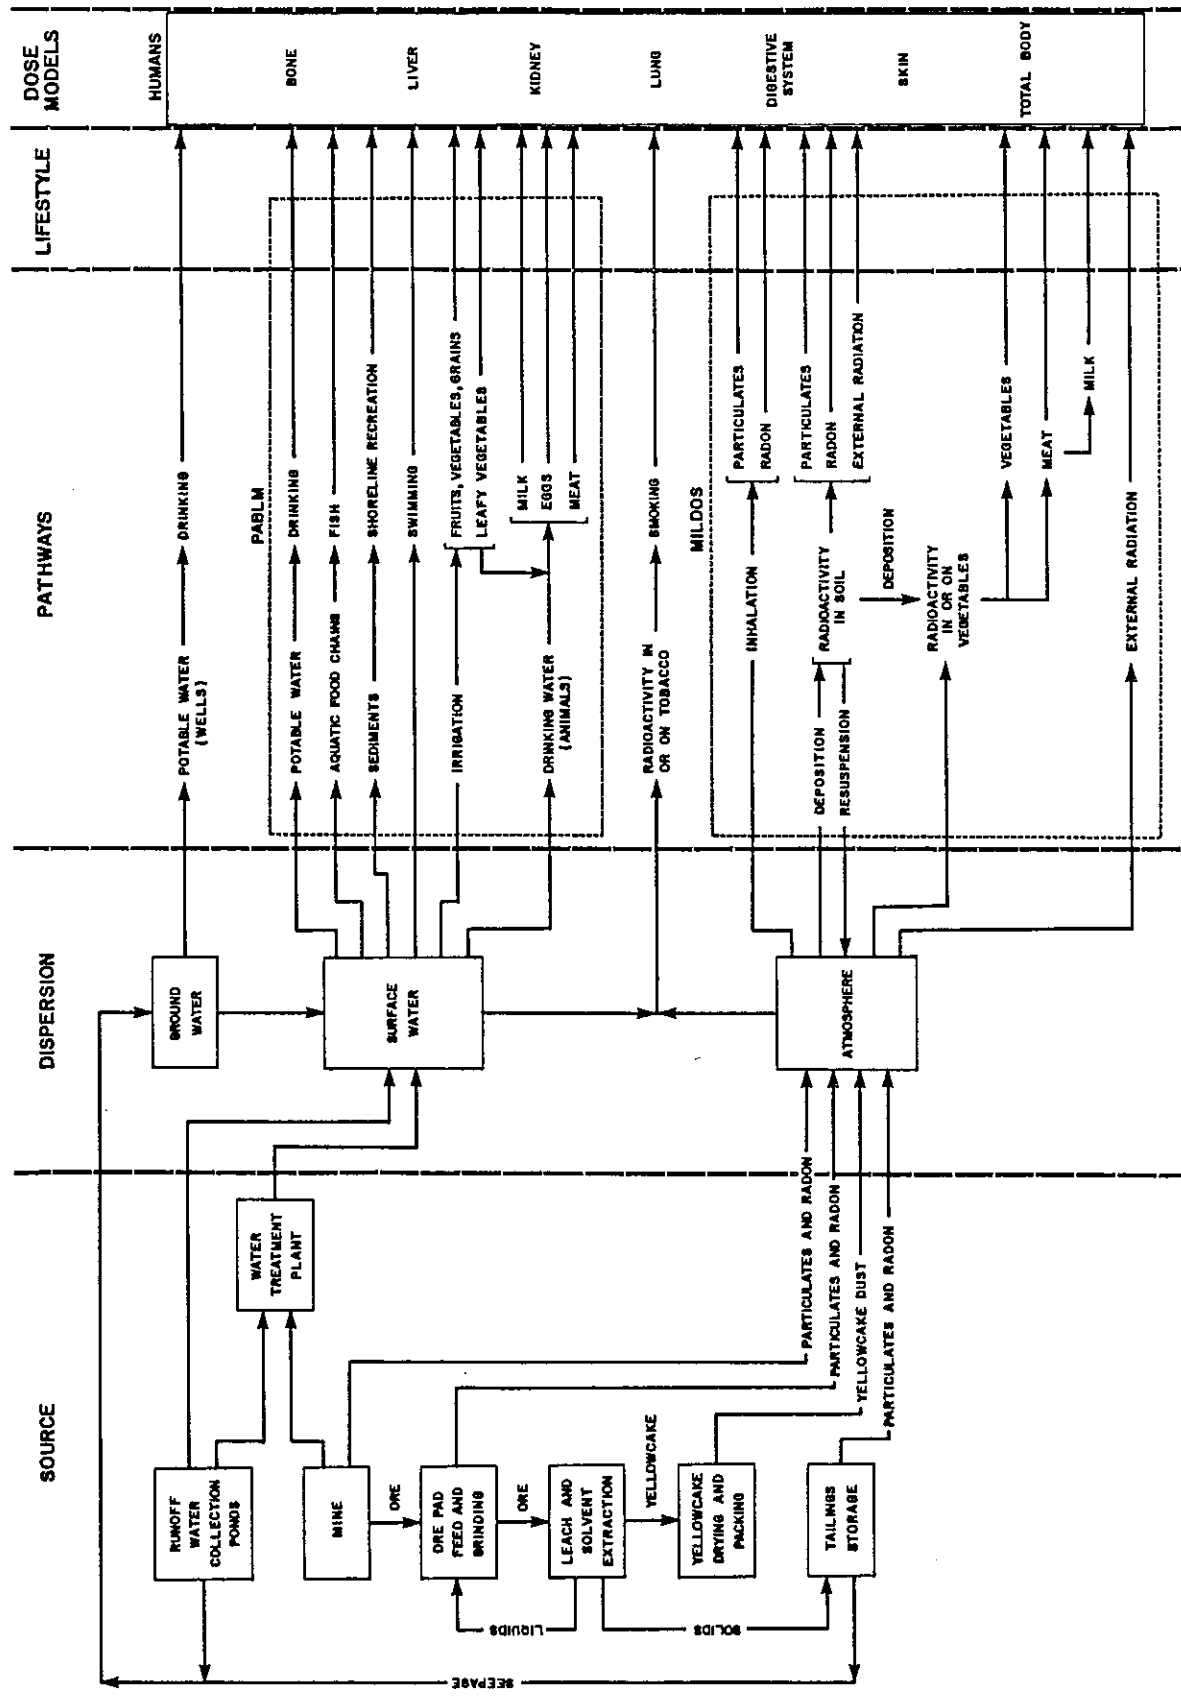 SOURCE
DISPERSION
PATHWAYS
LIFESTYLE
DOSE
MODELS
RUNOFF
WATER
COLLECTION
PONDS
WATER
TREATMENT
PLANT
MINE
ORE
ORE PAD
FEED AND
GRINDING
ORE
LEACH AND
SOLVENT
EXTRACTION
YELLOWCAKE
YELLOWCAKE
DRYING AND
PACKING
TAILINGS
STORAGE
LIQUIDS
SOLIDS
SEEPAGE
PARTICULATES AND RADON
PARTICULATES AND RADON
YELLOWCAKE DUST
PARTICULATES AND RADON
GROUND
WATER
SURFACE
WATER
ATMOSPHERE
POTABLE WATER
(WELLS)
DRINKING
PABLM
POTABLE WATER
DRINKING
AQUATIC FOOD CHAINS
FISH
SEDIMENTS
SHORELINE RECREATION
SWIMMING
IRRIGATION
FRUITS, VEGETABLES, GRAINS
LEAFY VEGETABLES
DRINKING WATER
(ANIMALS)
MILK
EGGS
MEAT
RADIOACTIVITY IN
OR ON TOBACCO
SMOKING
MILDOS
INHALATION
PARTICULATES
RADON
DEPOSITION
RESUSPENSION
RADIOACTIVITY
IN SOIL
PARTICULATES
RADON
EXTERNAL RADIATION
DEPOSITION
RADIOACTIVITY
IN OR ON
VEGETABLES
VEGETABLES
MEAT
MILK
EXTERNAL RADIATION
HUMANS
BONE
LIVER
KIDNEY
LUNG
DIGESTIVE
SYSTEM
SKIN
TOTAL BODY